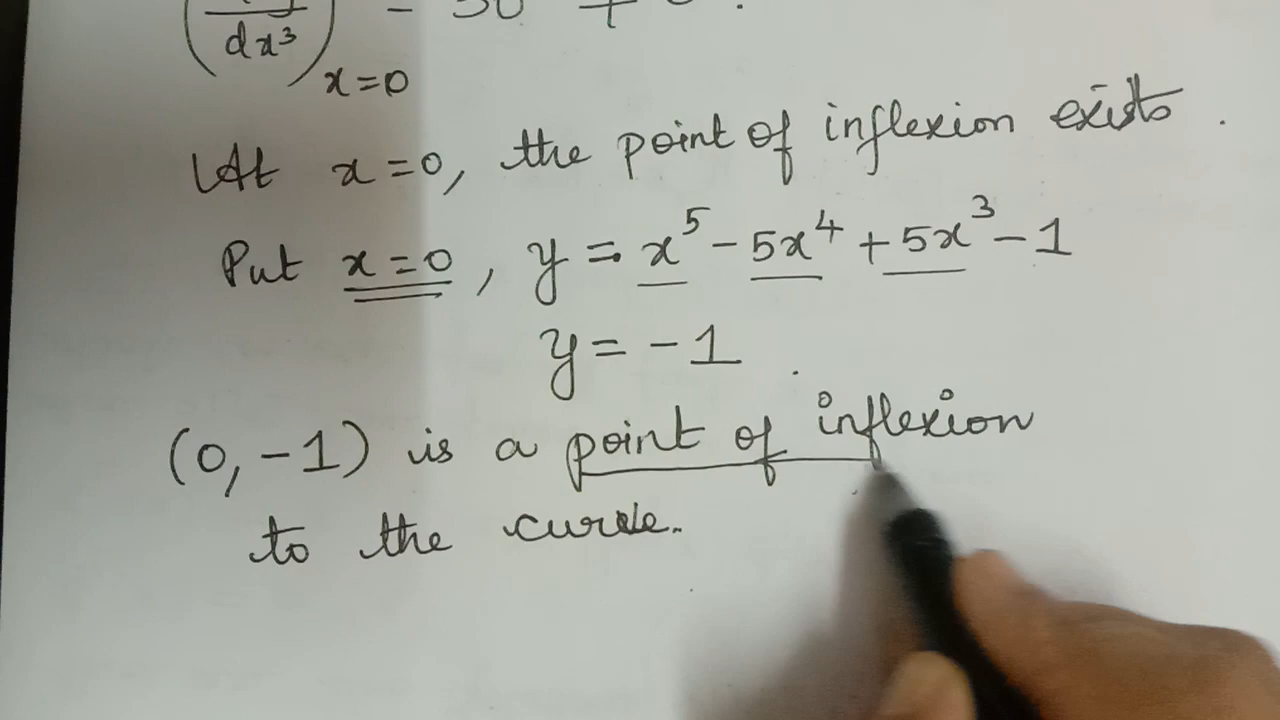 dx³
x=0
At x=0, the point of inflexion exists.
Put x=0, y = x⁵ - 5x⁴ + 5x³ - 1
y = -1.
(0, -1) is a point of inflexion
to the curve.